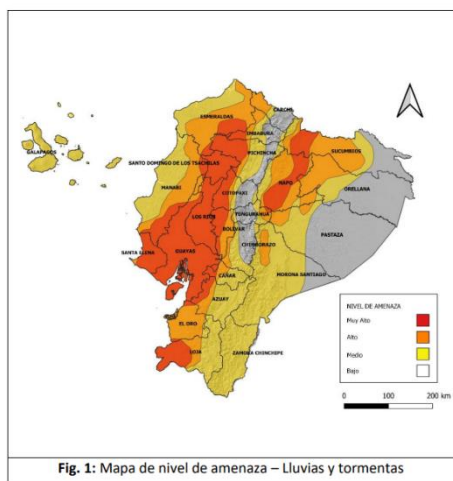 CARCHI
ESMERALDAS
IMBABURA
SUCUMBIOS
PICHINCHA
GALAPAGOS
SANTO DOMINGO DE LOS TSACHILAS
NAPO
ORELLANA
MANABI
COTOPAXI
LOS RIOS
TUNGURAHUA
BOLIVAR
PASTAZA
SANTA ELENA
GUAYAS
CHIMBORAZO
MORONA SANTIAGO
CAÑAR
AZUAY
EL ORO
LOJA
ZAMORA CHINCHIPE
NIVEL DE AMENAZA
Muy Alto
Alto
Medio
Bajo
0 100 200 km
Fig. 1: Mapa de nivel de amenaza – Lluvias y tormentas